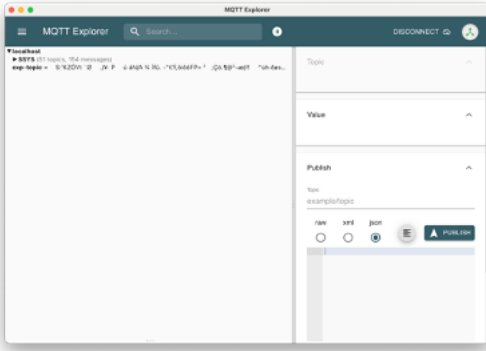 MQTT Explorer
MQTT Explorer
Search...
DISCONNECT
▼localhost
▶ $SYS (51 topics, 154 messages)
exp-topic =
Topic
Value
Publish
Topic
example/topic
raw xml json
PUBLISH